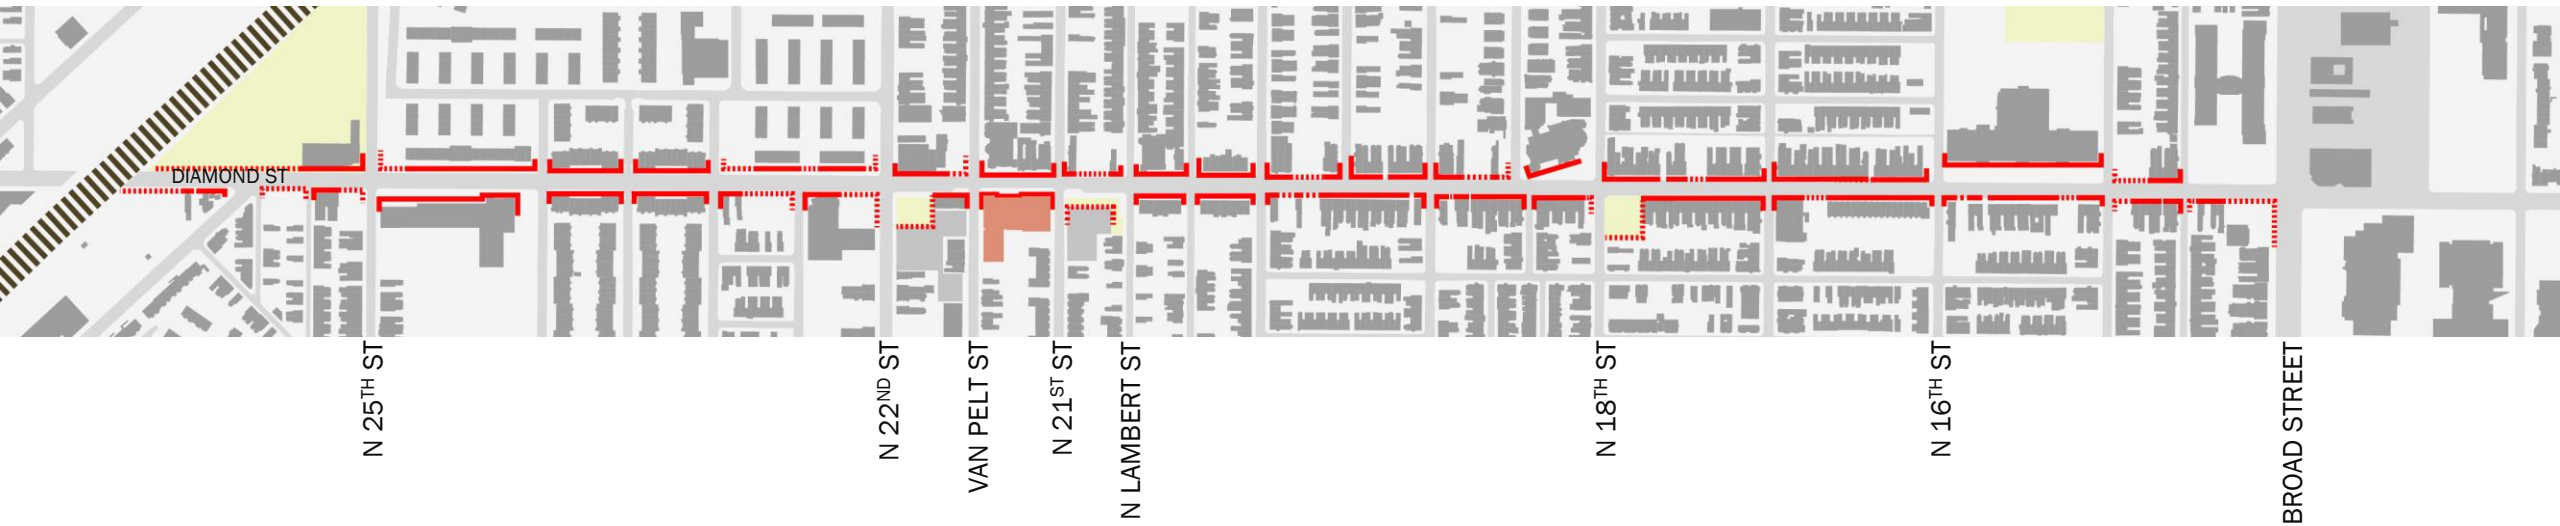 DIAMOND ST
N 25TH ST
N 22ND ST
VAN PELT ST
N 21ST ST
N LAMBERT ST
N 18TH ST
N 16TH ST
BROAD STREET